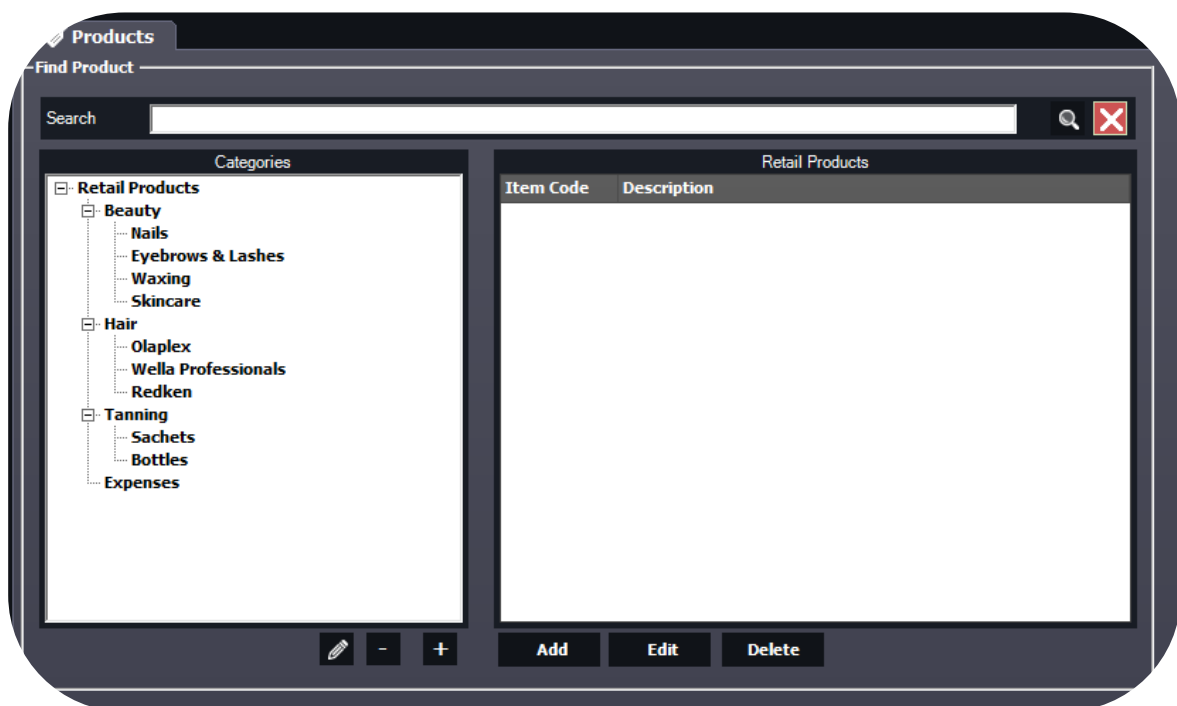 Products
Find Product
Search
Categories
Retail Products
Beauty
Nails
Eyebrows & Lashes
Waxing
Skincare
Hair
Olaplex
Wella Professionals
Redken
Tanning
Sachets
Bottles
Expenses
- +
Retail Products
Item Code Description
Add Edit Delete